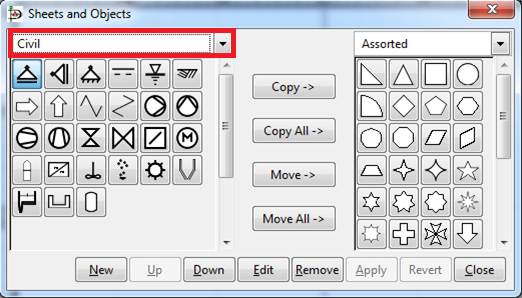 Sheets and Objects
Civil
Assorted
Copy ->
Copy All ->
Move ->
Move All ->
New Up Down Edit Remove Apply Revert Close